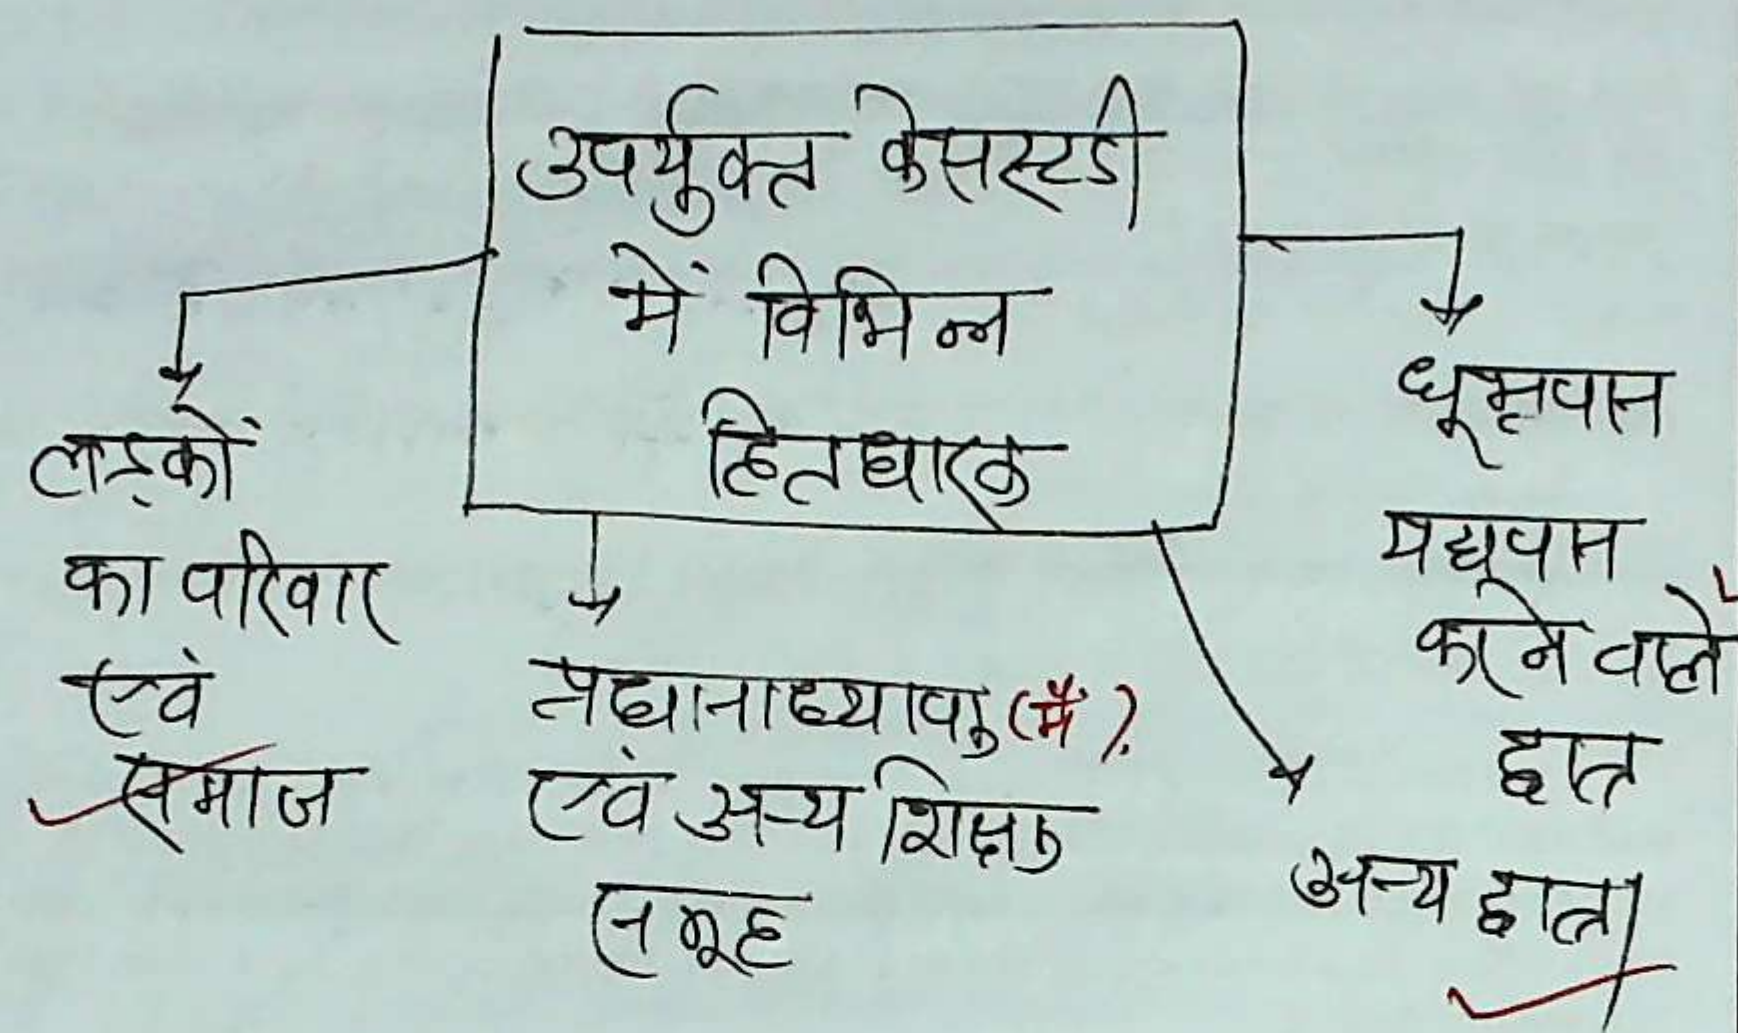 उपर्युक्त केसस्टडी
में विभिन्न
हितधारक
लड़कों
का परिवार
एवं
समाज
प्रधानाध्यापक (मैं).
एवं अन्य शिक्षक
समूह
अन्य छात्र।
धूम्रपान
मद्यपान
करने वाले
छात्र